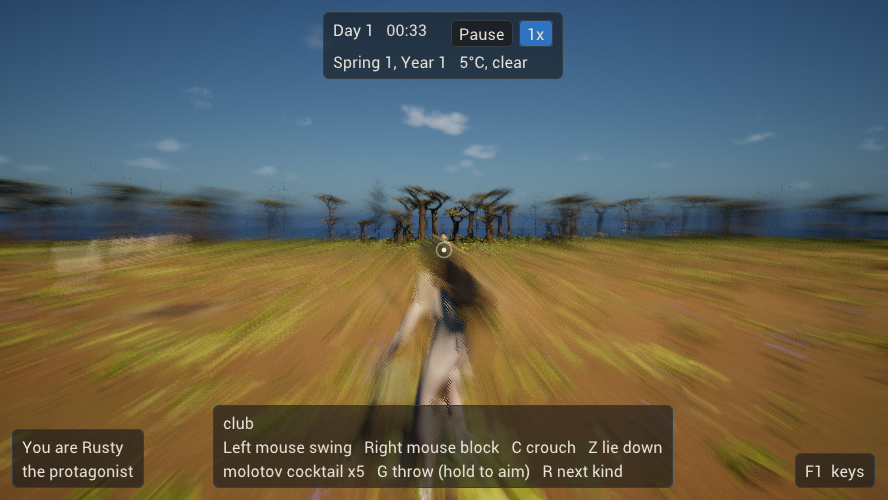 Day 1 00:33 Pause 1x
Spring 1, Year 1 5°C, clear
You are Rusty
the protagonist
club
Left mouse swing Right mouse block C crouch Z lie down
molotov cocktail x5 G throw (hold to aim) R next kind
F1 keys